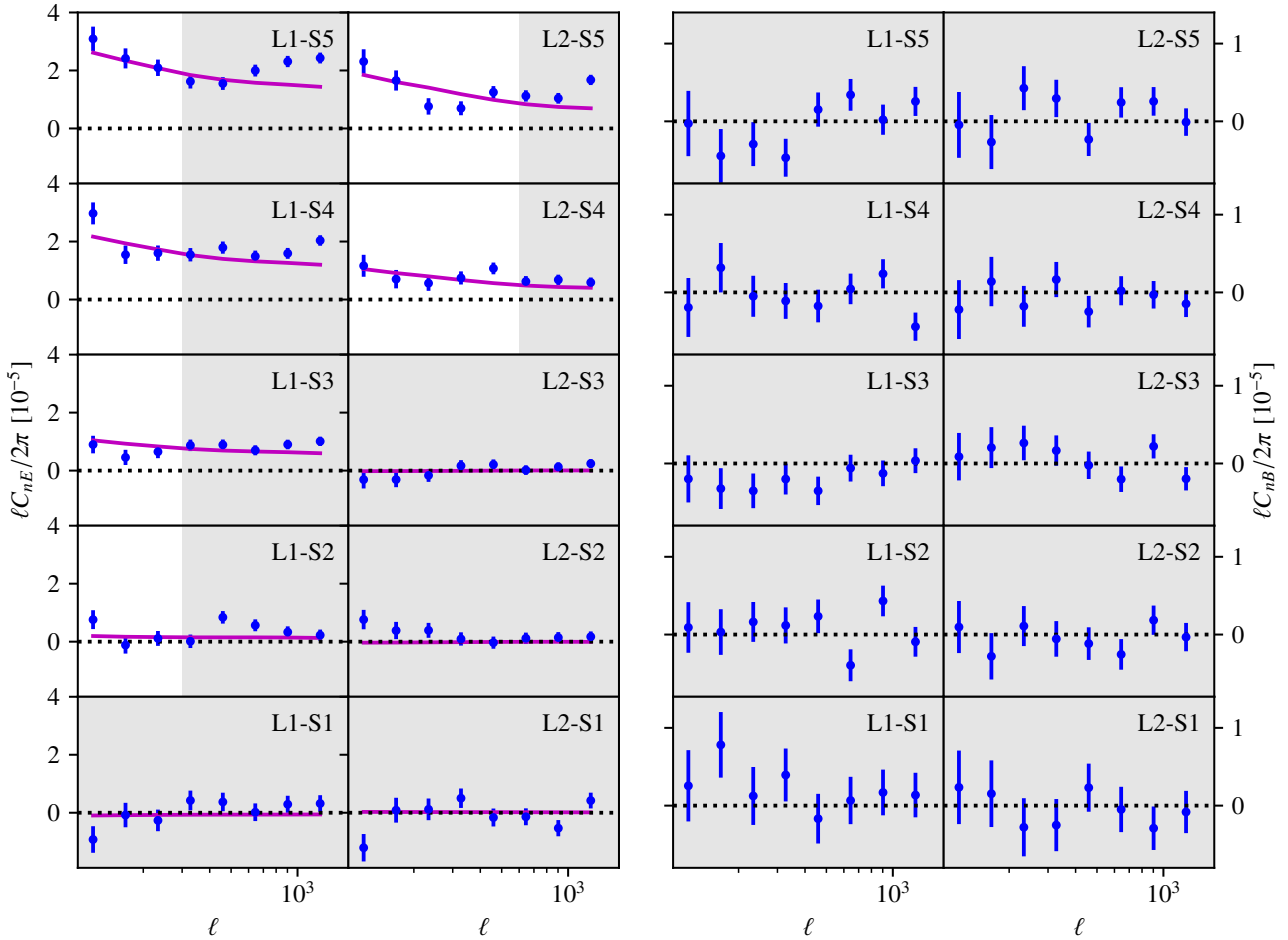 4
2
0
L1-S5
L2-S5
L1-S5
L2-S5
1
0
4
2
0
L1-S4
L2-S4
L1-S4
L2-S4
1
0
4
2
0
L1-S3
L2-S3
L1-S3
L2-S3
1
0
ℓC_{nE}/2π [10^{−5}]
ℓC_{nB}/2π [10^{−5}]
4
2
0
L1-S2
L2-S2
L1-S2
L2-S2
1
0
4
2
0
L1-S1
L2-S1
L1-S1
L2-S1
1
0
10^3
10^3
10^3
10^3
ℓ
ℓ
ℓ
ℓ